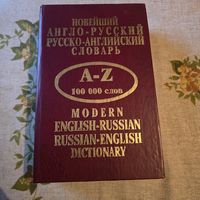 НОВЕЙШИЙ
АНГЛО-РУССКИЙ
РУССКО-АНГЛИЙСКИЙ
СЛОВАРЬ
A-Z
100 000 слов
MODERN
ENGLISH-RUSSIAN
RUSSIAN-ENGLISH
DICTIONARY